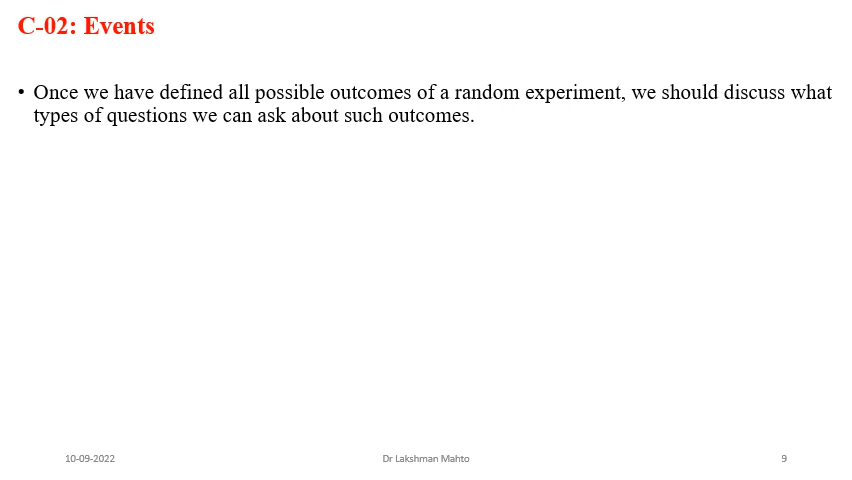 C-02: Events
• Once we have defined all possible outcomes of a random experiment, we should discuss what
types of questions we can ask about such outcomes.
10-09-2022
Dr Lakshman Mahto
9